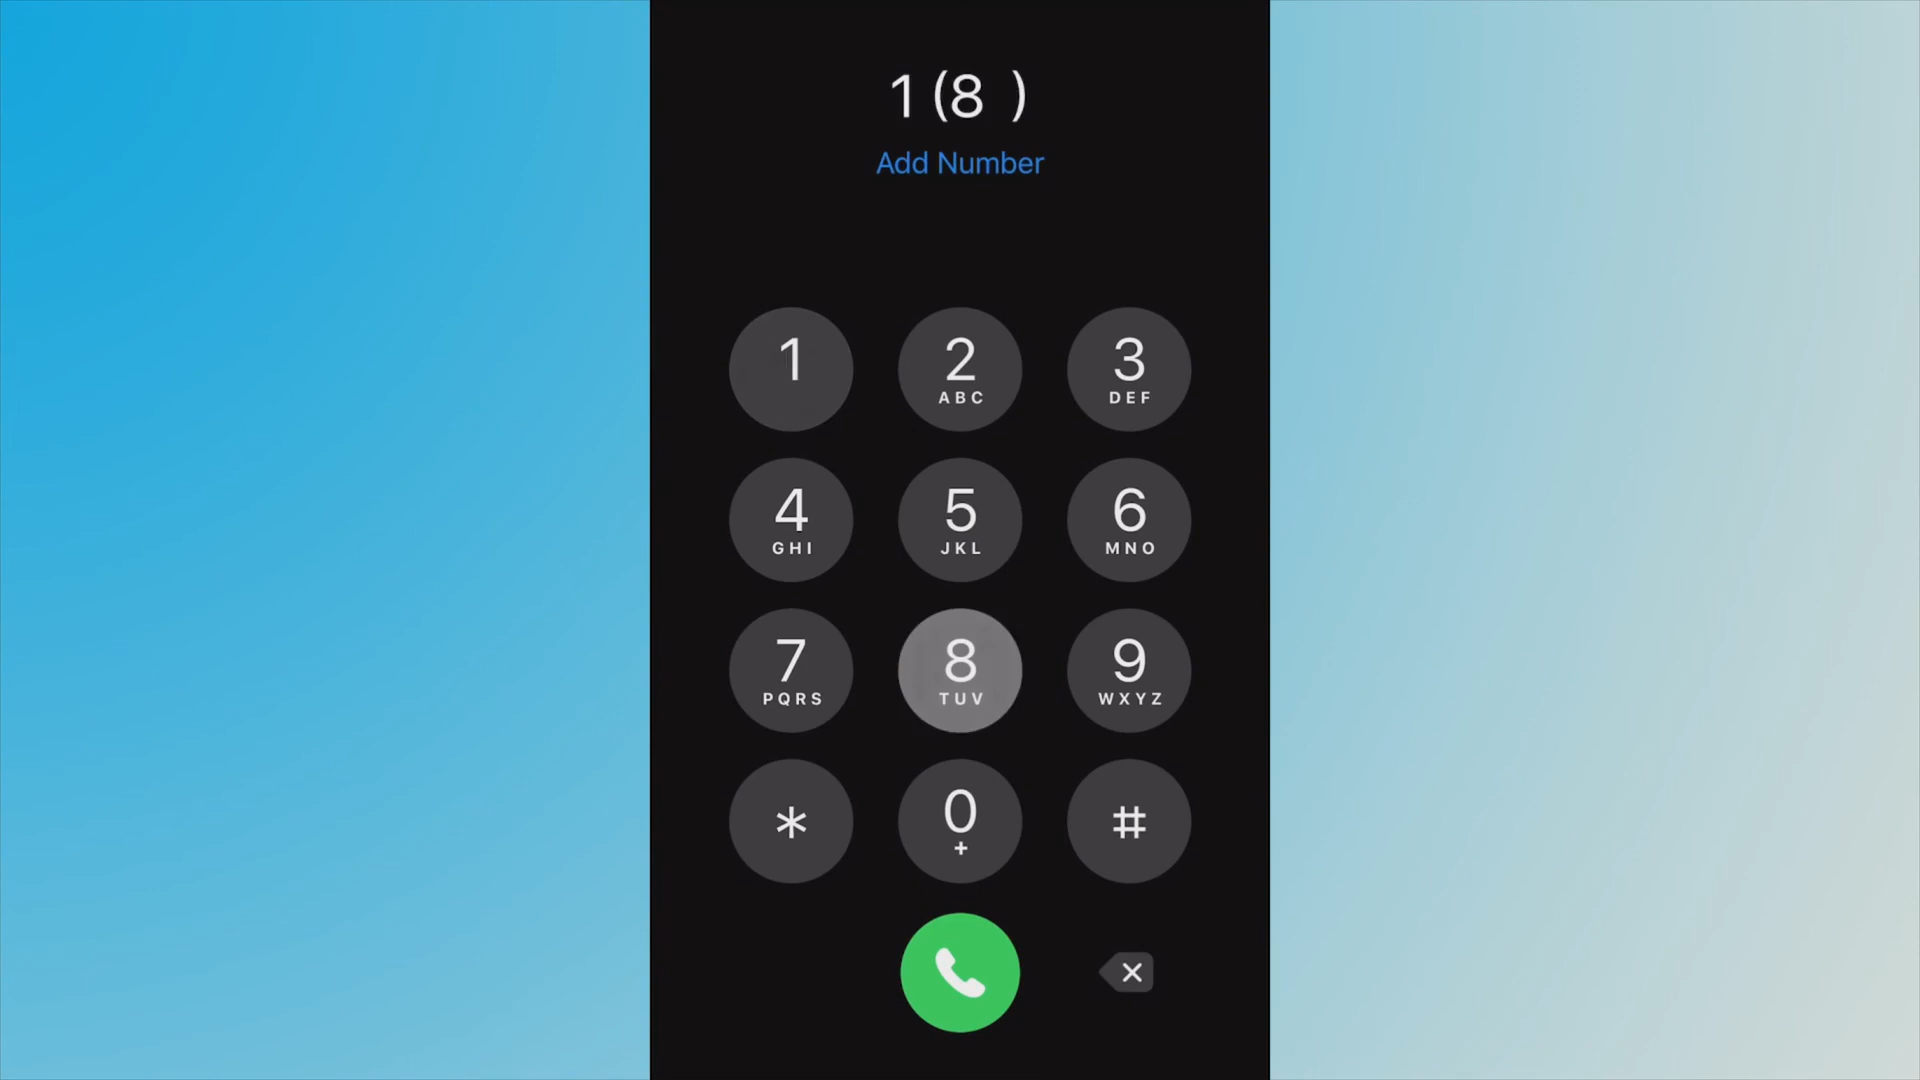 1 (8 )
Add Number
1 2 3
ABC DEF
4 5 6
GHI JKL MNO
7 8 9
PQRS TUV WXYZ
* 0 #
+